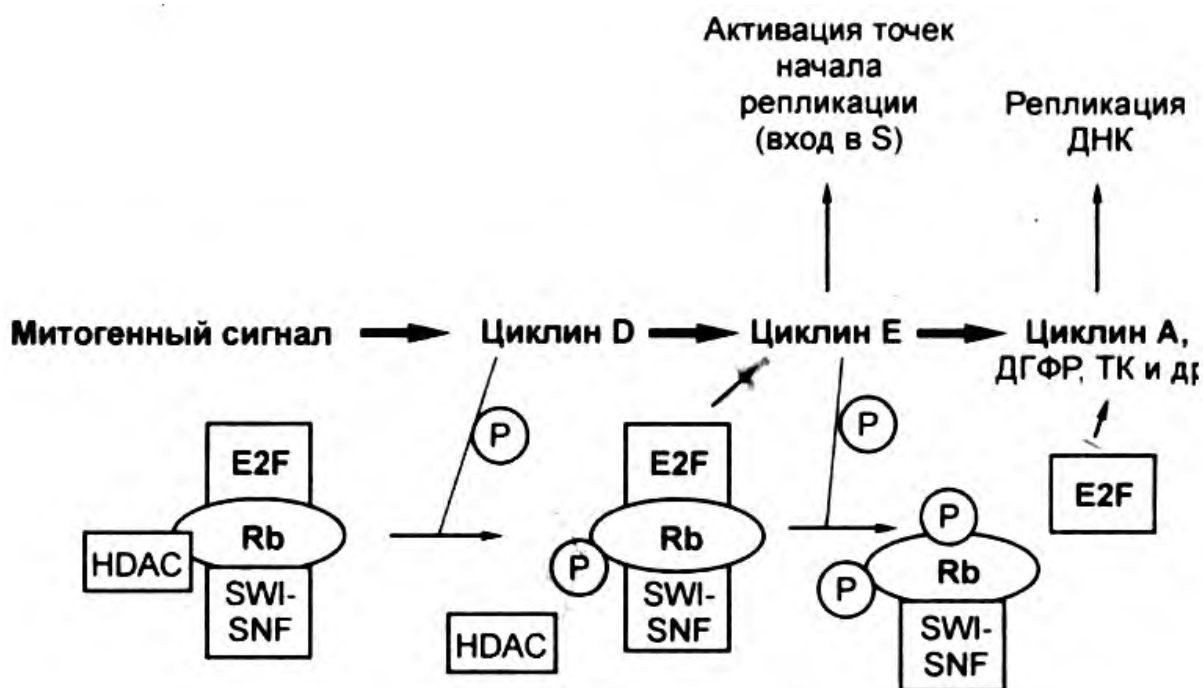 Активация точек
начала
репликации
(вход в S)
Репликация
ДНК
Митогенный сигнал
Циклин D
Циклин E
Циклин A,
ДГФР, ТК и др
P
P
E2F
Rb
HDAC
SWI-
SNF
E2F
Rb
P
SWI-
SNF
HDAC
P
Rb
P
SWI-
SNF
E2F